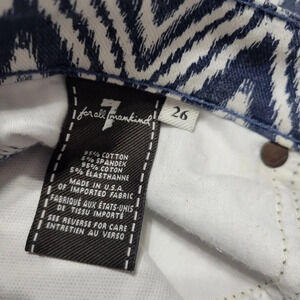 7
for all mankind
26
95% COTTON
5% SPANDEX
95% COTON
5% ÉLASTHANNE
MADE IN U.S.A.
OF IMPORTED FABRIC
FABRIQUÉ AUX ÉTATS-UNIS
DE TISSU IMPORTÉ
SEE REVERSE FOR CARE
ENTRETIEN AU VERSO